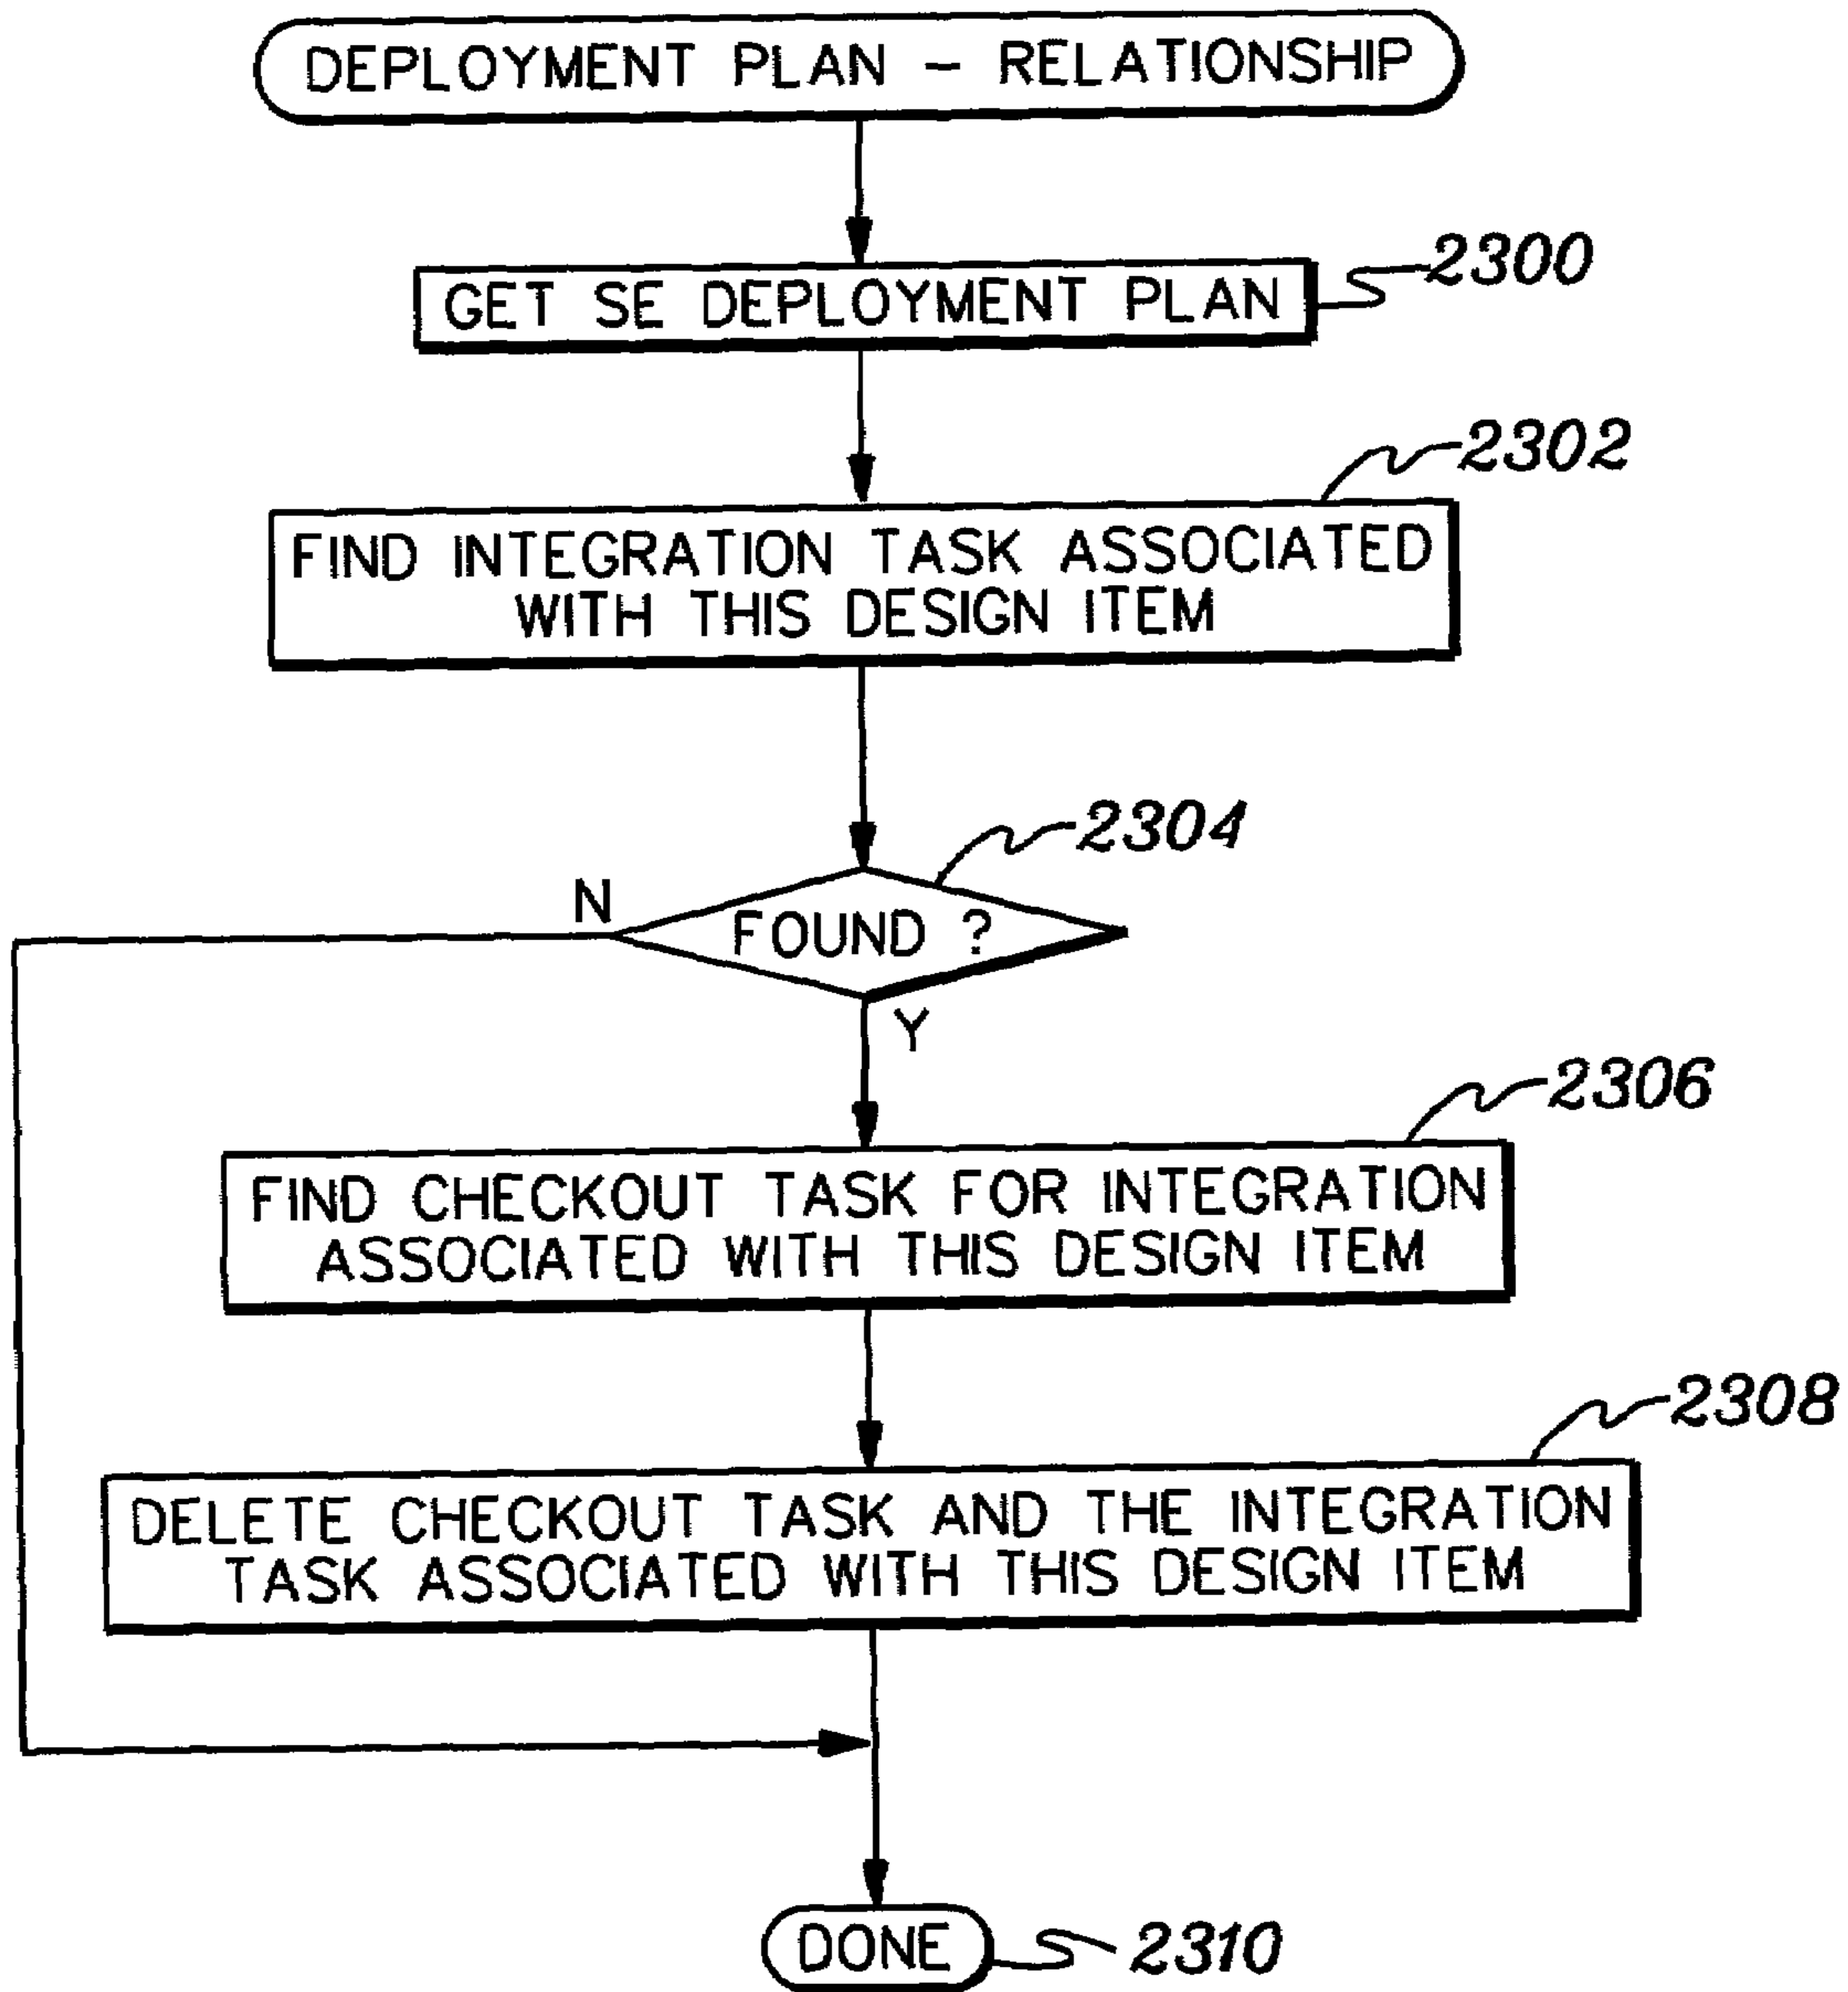 DEPLOYMENT PLAN - RELATIONSHIP
2300
GET SE DEPLOYMENT PLAN
2302
FIND INTEGRATION TASK ASSOCIATED
WITH THIS DESIGN ITEM
2304
N
FOUND ?
Y
2306
FIND CHECKOUT TASK FOR INTEGRATION
ASSOCIATED WITH THIS DESIGN ITEM
2308
DELETE CHECKOUT TASK AND THE INTEGRATION
TASK ASSOCIATED WITH THIS DESIGN ITEM
DONE
2310